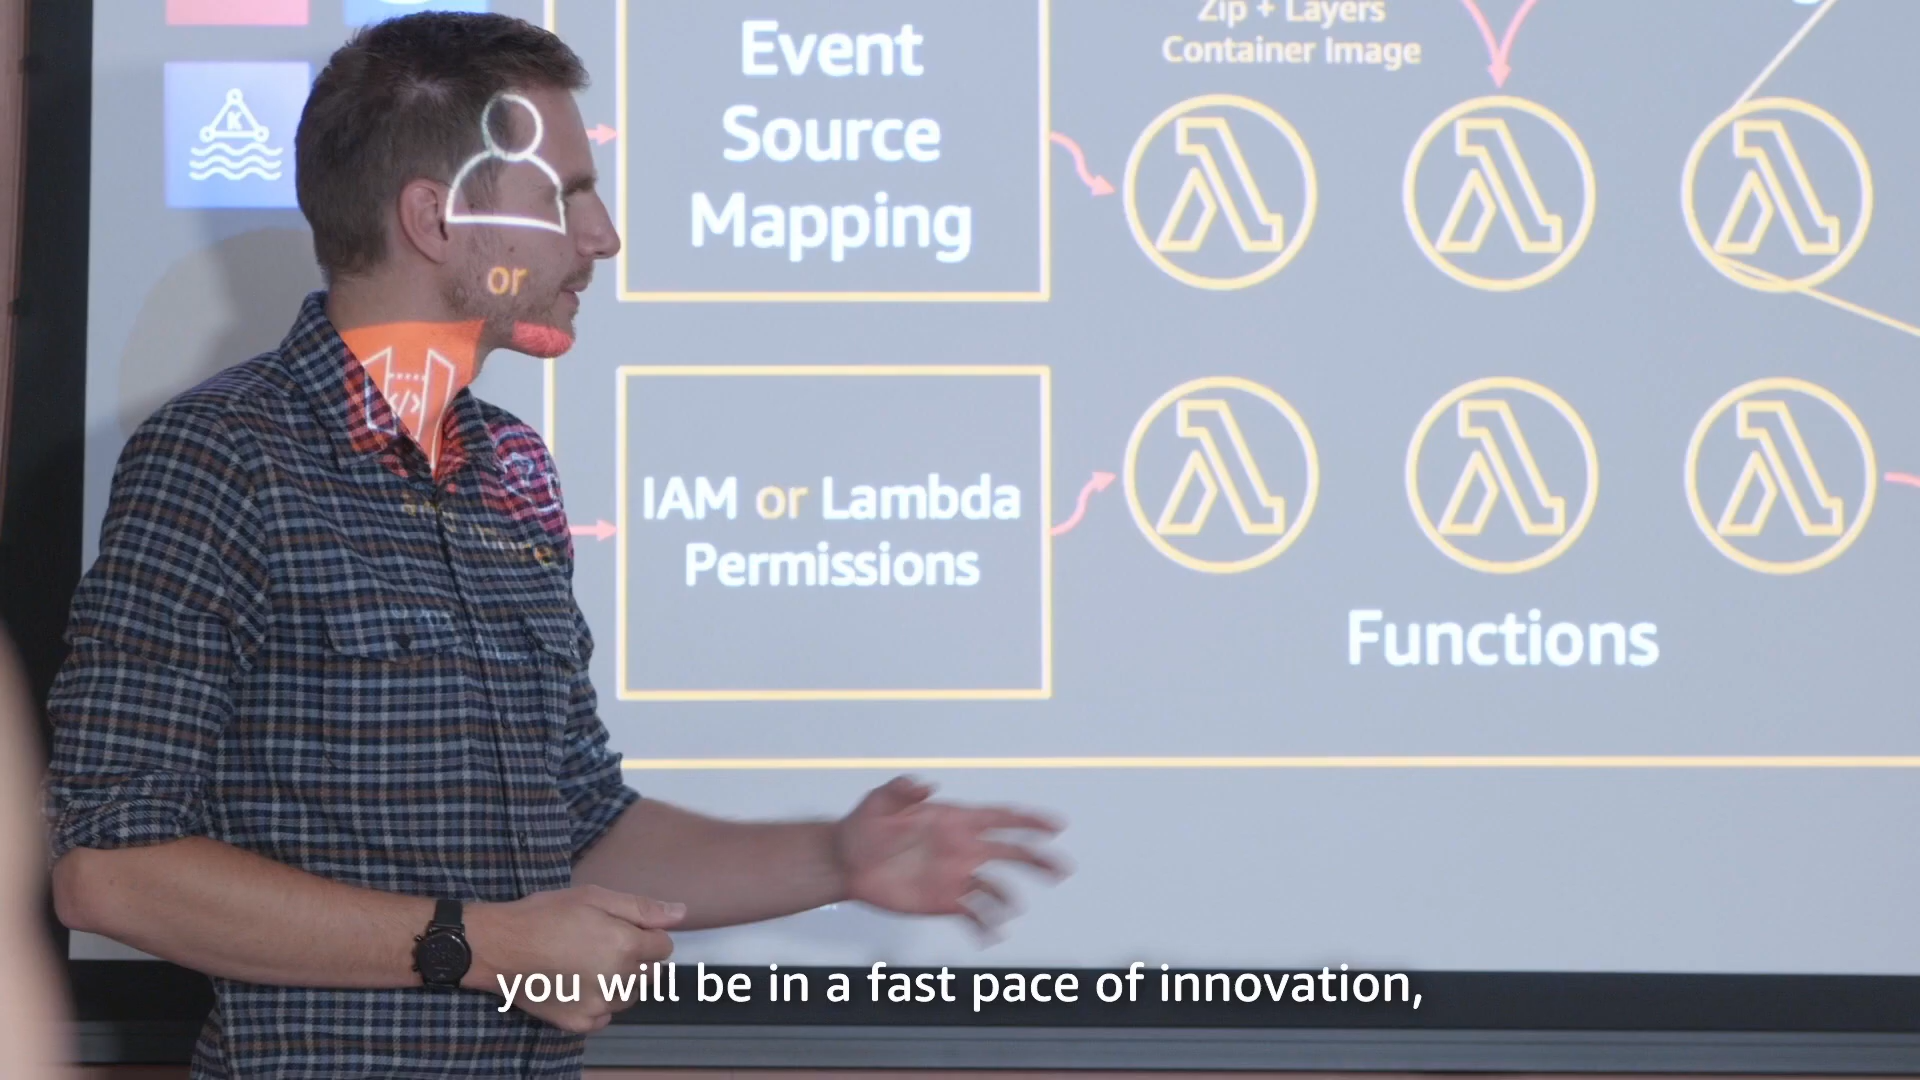 Zip + Layers
Container Image
Event
Source
Mapping
K
or
</>
IAM or Lambda
Permissions
Functions
you will be in a fast pace of innovation,